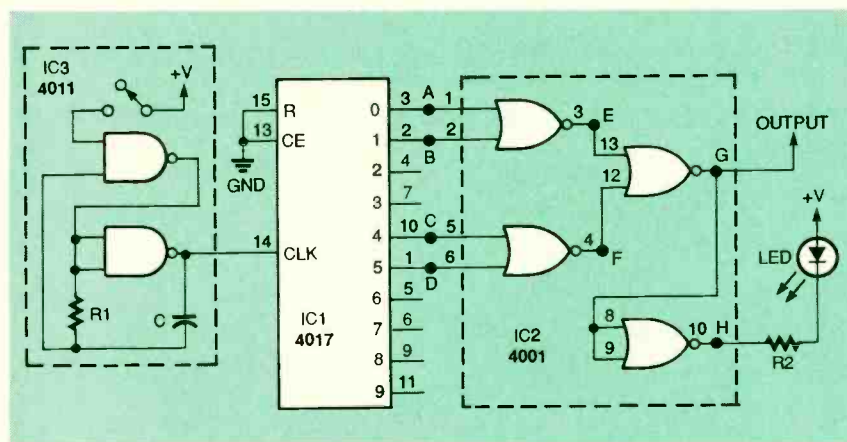 IC3
4011
+V
R1
C
15
R
13
CE
GND
14
CLK
IC1
4017
0
1
2
3
4
5
6
7
8
9
3
2
4
7
10
1
5
6
9
11
A
B
C
D
1
2
5
6
3
E
4
F
13
12
G
OUTPUT
8
9
10
H
IC2
4001
+V
LED
R2